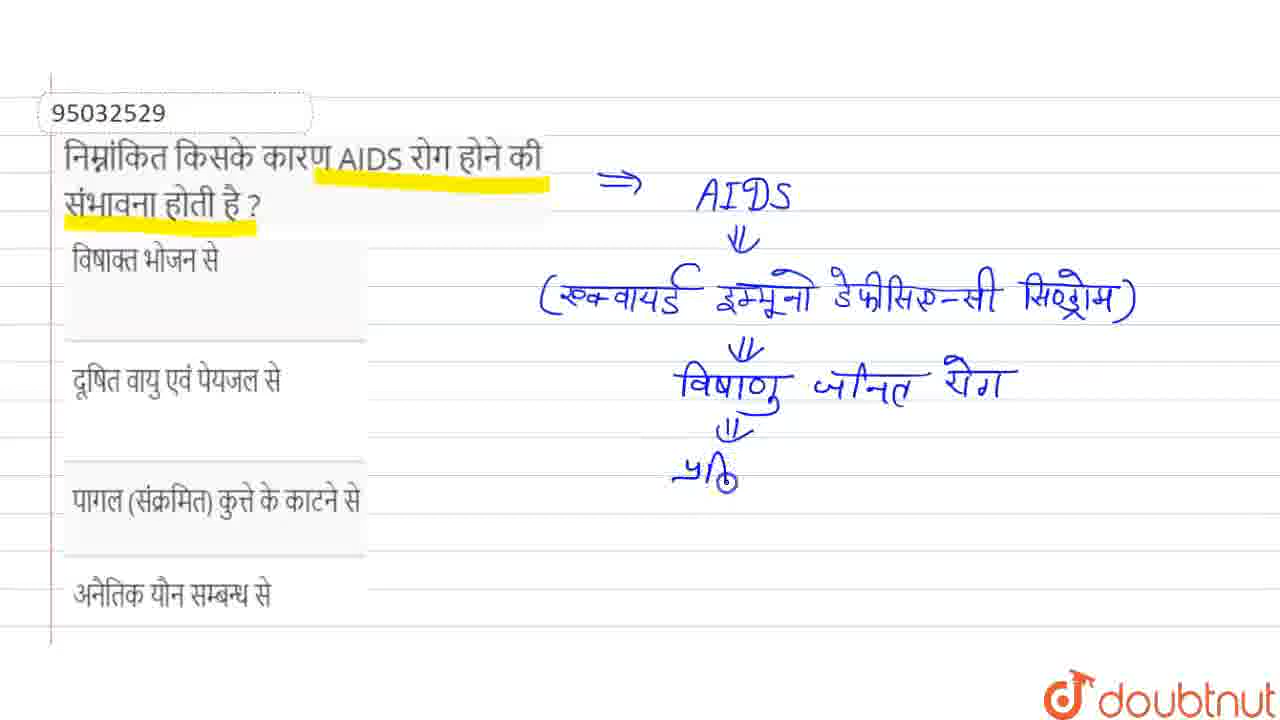 95032529
निम्नांकित किसके कारण AIDS रोग होने की
संभावना होती है ?
विषाक्त भोजन से
दूषित वायु एवं पेयजल से
पागल (संक्रमित) कुत्ते के काटने से
अनैतिक यौन सम्बन्ध से
⇒ AIDS
⇓
(एक्वायर्ड इम्यूनो डेफीसिएन्सी सिण्ड्रोम)
⇓
विषाणु जनित रोग
⇓
प्रति
doubtnut